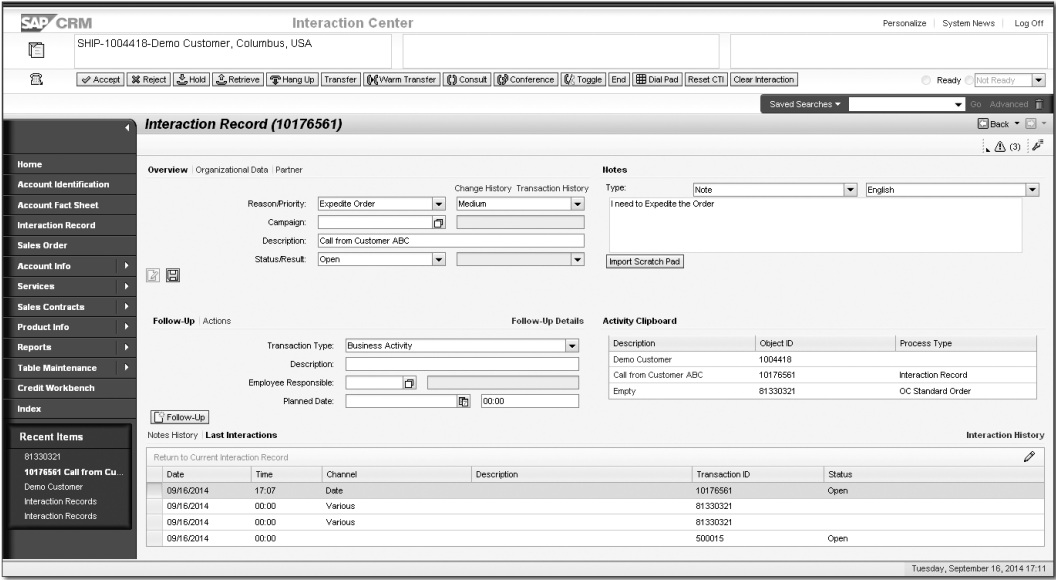 SAP CRM
Interaction Center
Personalize System News Log Off
SHIP-1004418-Demo Customer, Columbus, USA
Accept Reject Hold Retrieve Hang Up Transfer Warm Transfer Consult Conference Toggle End Dial Pad Reset CTI Clear Interaction
Ready Not Ready
Saved Searches Go Advanced
Interaction Record (10176561)
Back
(3)
Home
Account Identification
Account Fact Sheet
Interaction Record
Sales Order
Account Info
Services
Sales Contracts
Product Info
Reports
Table Maintenance
Credit Workbench
Index
Recent Items
81330321
10176561 Call from Cu...
Demo Customer
Interaction Records
Interaction Records
Overview Organizational Data Partner
Change History Transaction History
Reason/Priority: Expedite Order Medium
Campaign:
Description: Call from Customer ABC
Status/Result: Open
Notes
Type: Note English
I need to Expedite the Order
Import Scratch Pad
Follow-Up Actions Follow-Up Details
Transaction Type: Business Activity
Description:
Employee Responsible:
Planned Date: 00:00
Follow-Up
Activity Clipboard
Description Object ID Process Type
Demo Customer 1004418
Call from Customer ABC 10176561 Interaction Record
Empty 81330321 OC Standard Order
Notes History Last Interactions Interaction History
Return to Current Interaction Record
Date Time Channel Description Transaction ID Status
09/16/2014 17:07 Date 10176561 Open
09/16/2014 00:00 Various 81330321
09/16/2014 00:00 Various 81330321
09/16/2014 00:00 500015 Open
Tuesday, September 16, 2014 17:11